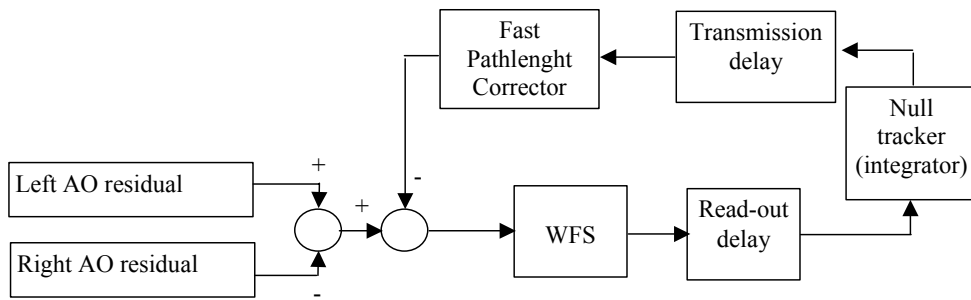 Fast
Pathlenght
Corrector
Transmission
delay
Null
tracker
(integrator)
Left AO residual
+
+
-
WFS
Read-out
delay
Right AO residual
-